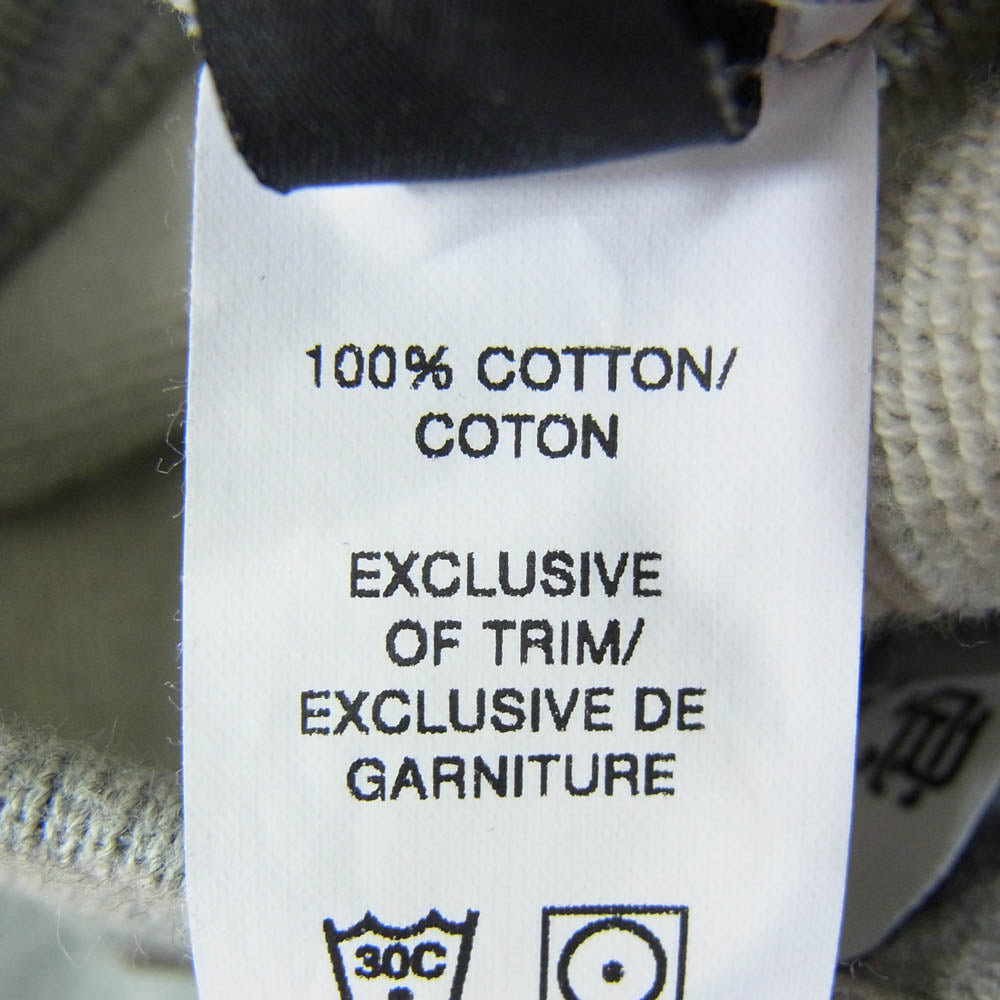 100% COTTON/
COTON
EXCLUSIVE
OF TRIM/
EXCLUSIVE DE
GARNITURE
30C